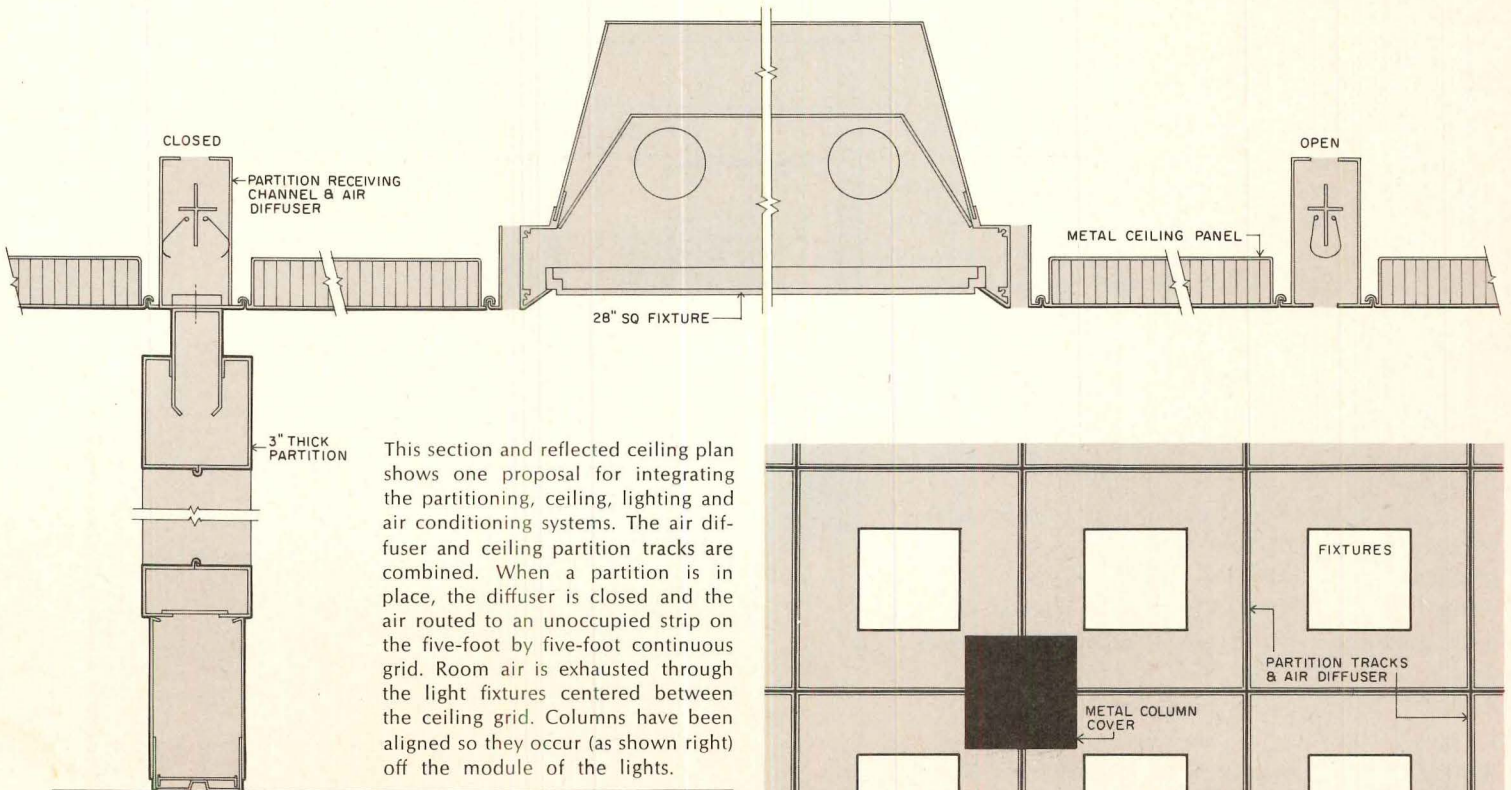 CLOSED
PARTITION RECEIVING
CHANNEL & AIR
DIFFUSER
OPEN
METAL CEILING PANEL
28" SQ FIXTURE
3" THICK
PARTITION
This section and reflected ceiling plan
shows one proposal for integrating
the partitioning, ceiling, lighting and
air conditioning systems. The air dif-
fuser and ceiling partition tracks are
combined. When a partition is in
place, the diffuser is closed and the
air routed to an unoccupied strip on
the five-foot by five-foot continuous
grid. Room air is exhausted through
the light fixtures centered between
the ceiling grid. Columns have been
aligned so they occur (as shown right)
off the module of the lights.
FIXTURES
PARTITION TRACKS
& AIR DIFFUSER
METAL COLUMN
COVER